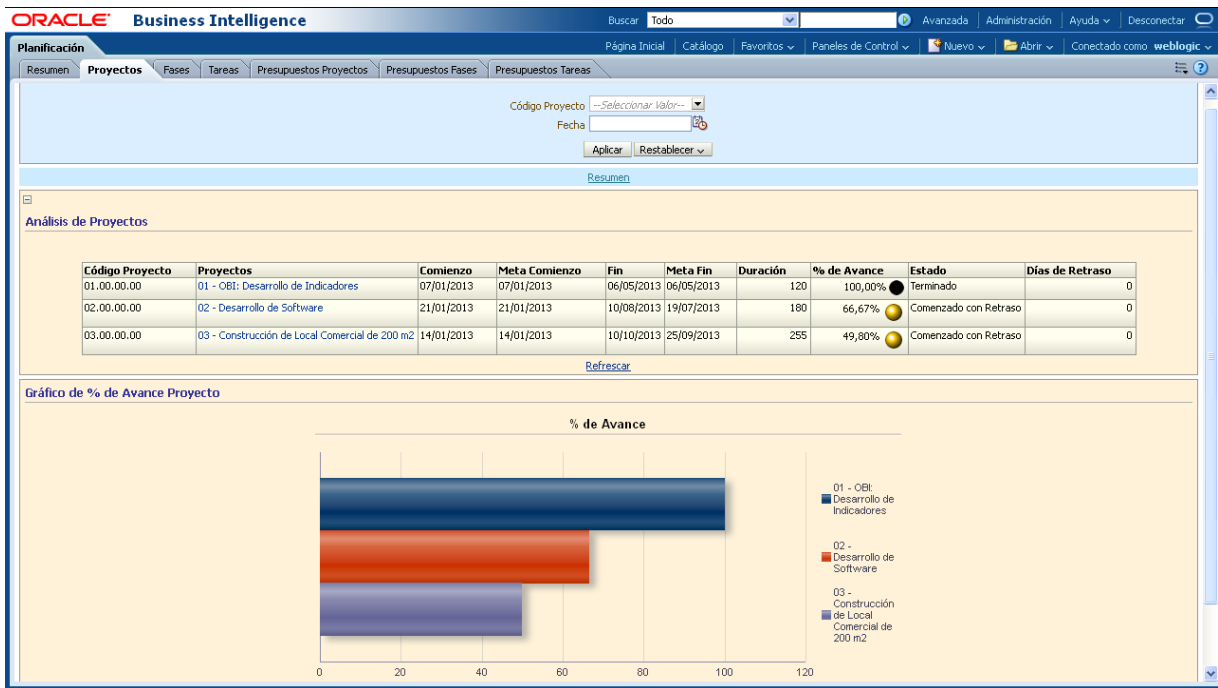 ORACLE Business Intelligence
Buscar Todo Avanzada Administración Ayuda Desconectar
Planificación
Página Inicial Catálogo Favoritos Paneles de Control Nuevo Abrir Conectado como weblogic
Resumen Proyectos Fases Tareas Presupuestos Proyectos Presupuestos Fases Presupuestos Tareas
Código Proyecto --Seleccionar Valor--
Fecha
Aplicar Restablecer
Resumen
Análisis de Proyectos
Código Proyecto Proyectos Comienzo Meta Comienzo Fin Meta Fin Duración % de Avance Estado Días de Retraso
01.00.00.00 01 - OBI: Desarrollo de Indicadores 07/01/2013 07/01/2013 06/05/2013 06/05/2013 120 100,00% Terminado 0
02.00.00.00 02 - Desarrollo de Software 21/01/2013 21/01/2013 10/08/2013 19/07/2013 180 66,67% Comenzado con Retraso 0
03.00.00.00 03 - Construcción de Local Comercial de 200 m2 14/01/2013 14/01/2013 10/10/2013 25/09/2013 255 49,80% Comenzado con Retraso 0
Refrescar
Gráfico de % de Avance Proyecto
% de Avance
01 - OBI:
Desarrollo de
Indicadores
02 -
Desarrollo de
Software
03 -
Construcción
de Local
Comercial de
200 m2
0 20 40 60 80 100 120